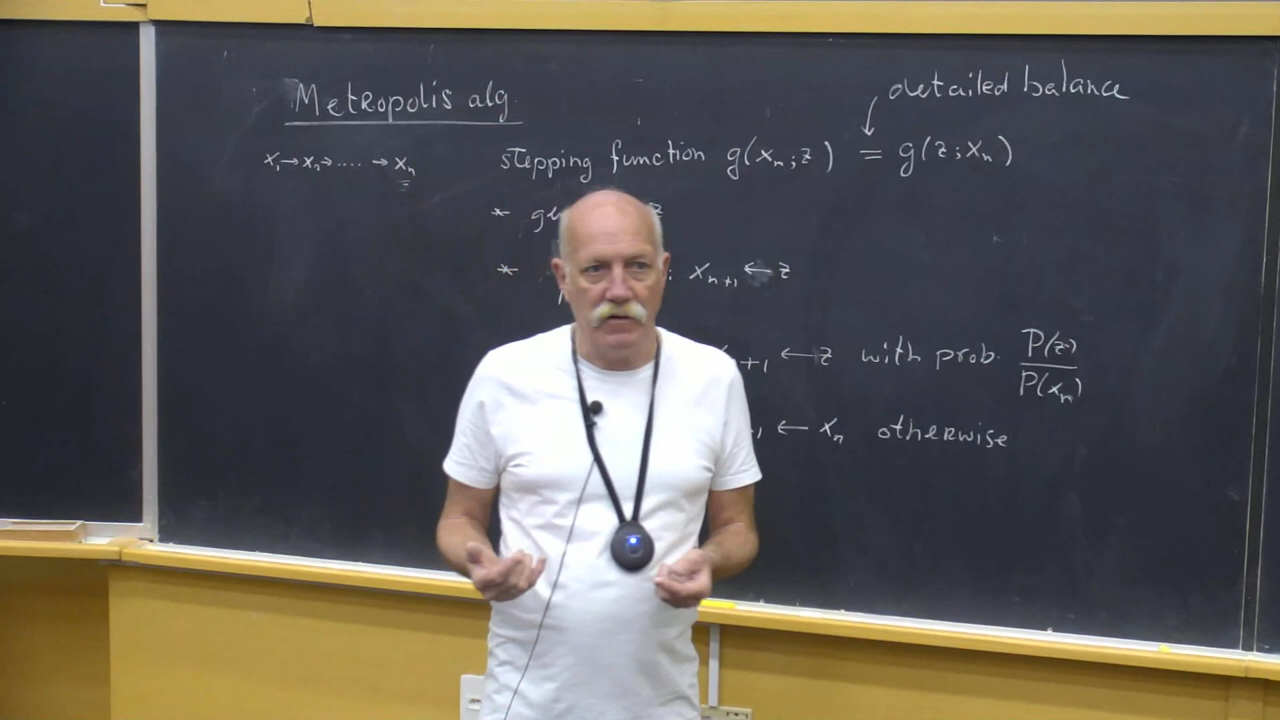 Metropolis alg.
detailed balance
x₁→x₂→....→xₙ
stepping function g(xₙ;z) = g(z;xₙ)
* z
* : xₙ₊₁ ← z
← z with prob. P(z)/P(xₙ)
← xₙ otherwise